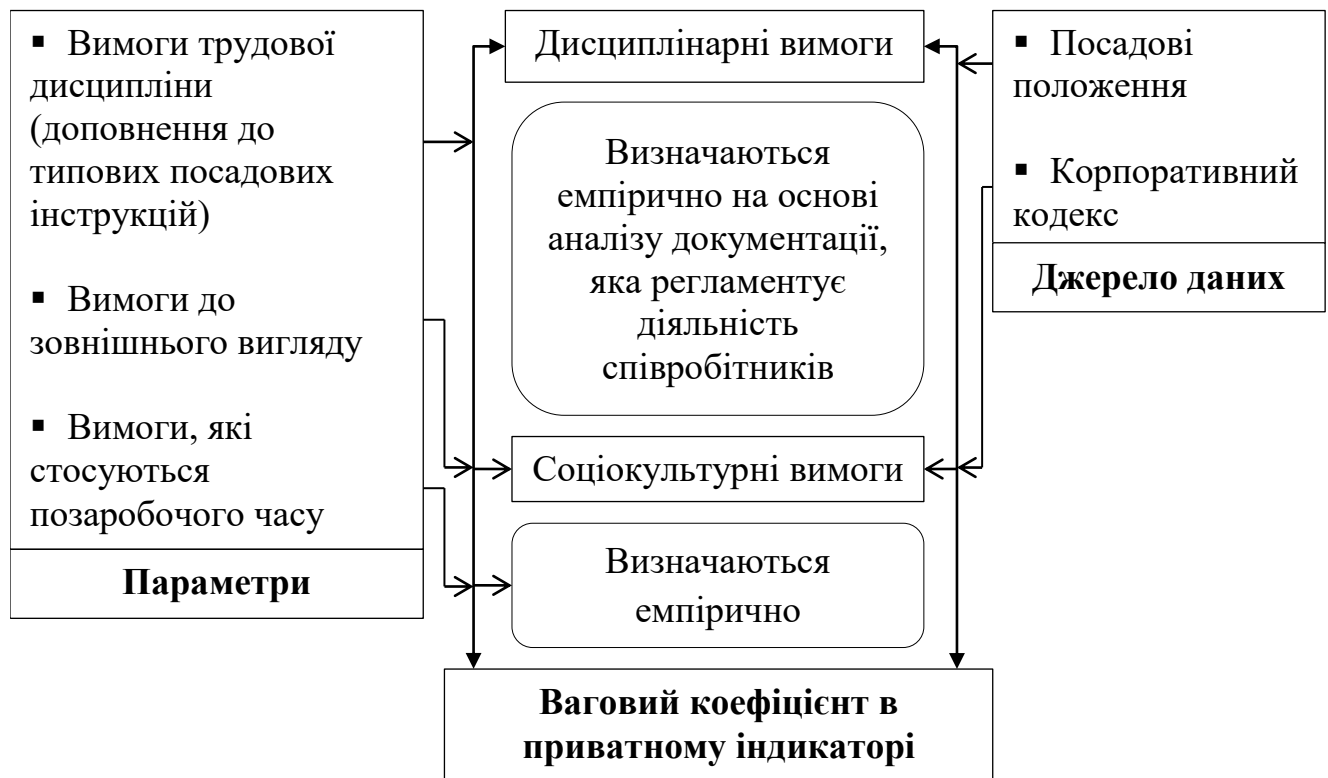 ▪ Вимоги трудової
дисципліни
(доповнення до
типових посадових
інструкцій)
▪ Вимоги до
зовнішнього вигляду
▪ Вимоги, які
стосуються
позаробочого часу
Параметри
Дисциплінарні вимоги
Визначаються
емпірично на основі
аналізу документації,
яка регламентує
діяльність
співробітників
Соціокультурні вимоги
Визначаються
емпірично
Ваговий коефіцієнт в
приватному індикаторі
▪ Посадові
положення
▪ Корпоративний
кодекс
Джерело даних